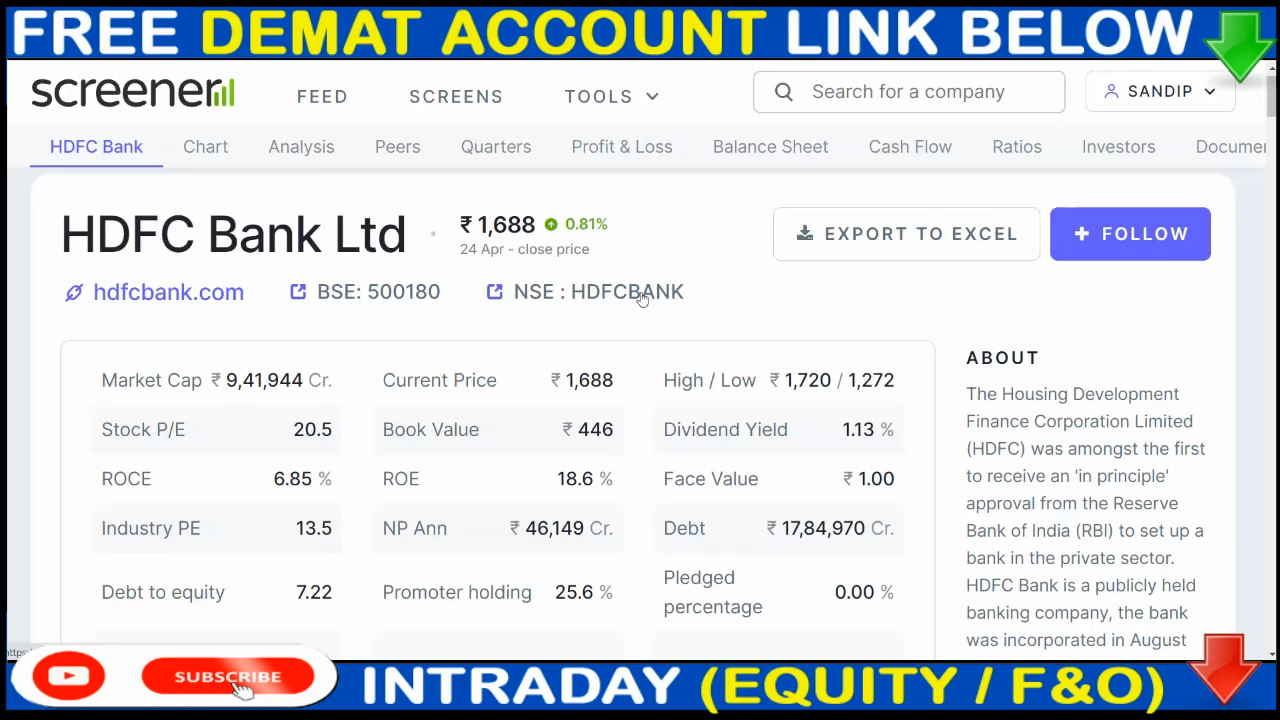 FREE DEMAT ACCOUNT LINK BELOW
screener
FEED
SCREENS
TOOLS
Search for a company
SANDIP
HDFC Bank
Chart
Analysis
Peers
Quarters
Profit & Loss
Balance Sheet
Cash Flow
Ratios
Investors
Documen
HDFC Bank Ltd
₹ 1,688
0.81%
24 Apr - close price
EXPORT TO EXCEL
+ FOLLOW
hdfcbank.com
BSE: 500180
NSE : HDFCBANK
Market Cap ₹ 9,41,944 Cr.
Current Price ₹ 1,688
High / Low ₹ 1,720 / 1,272
Stock P/E 20.5
Book Value ₹ 446
Dividend Yield 1.13 %
ROCE 6.85 %
ROE 18.6 %
Face Value ₹ 1.00
Industry PE 13.5
NP Ann ₹ 46,149 Cr.
Debt ₹ 17,84,970 Cr.
Debt to equity 7.22
Promoter holding 25.6 %
Pledged
percentage 0.00 %
ABOUT
The Housing Development
Finance Corporation Limited
(HDFC) was amongst the first
to receive an 'in principle'
approval from the Reserve
Bank of India (RBI) to set up a
bank in the private sector.
HDFC Bank is a publicly held
banking company, the bank
was incorporated in August
SUBSCRIBE
INTRADAY (EQUITY / F&O)